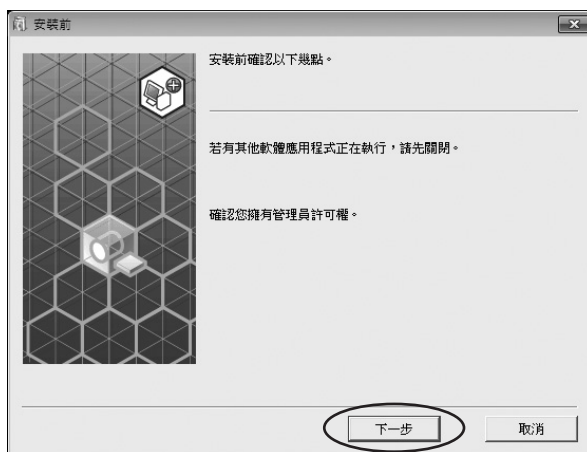 安裝前
安裝前確認以下幾點。
若有其他軟體應用程式正在執行，請先關閉。
確認您擁有管理員許可權。
下一步
取消